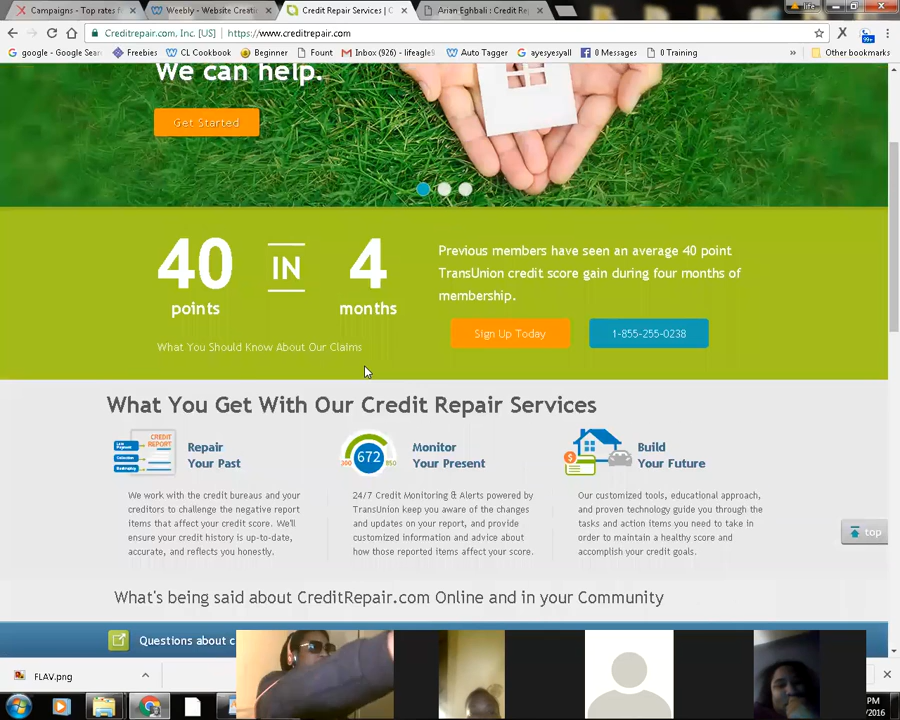 Campaigns - Top rates f
Weebly - Website Creati
Credit Repair Services | C
Arian Eghbali : Credit Re
life
Creditrepair.com, Inc. [US]
https://www.creditrepair.com
google - Google Sear
Freebies
CL Cookbook
Beginner
Fount
Inbox (926) - lifeagle9
Auto Tagger
ayesyesyall
0 Messages
0 Training
»
Other bookmarks
We can help.
Get Started
40 IN 4
points
months
What You Should Know About Our Claims
Previous members have seen an average 40 point
TransUnion credit score gain during four months of
membership.
Sign Up Today
1-855-255-0238
What You Get With Our Credit Repair Services
CREDIT
REPORT
Repair
Your Past
We work with the credit bureaus and your
creditors to challenge the negative report
items that affect your credit score. We'll
ensure your credit history is up-to-date,
accurate, and reflects you honestly.
672
300
850
Monitor
Your Present
24/7 Credit Monitoring & Alerts powered by
TransUnion keep you aware of the changes
and updates on your report, and provide
customized information and advice about
how those reported items affect your score.
Build
Your Future
Our customized tools, educational approach,
and proven technology guide you through the
tasks and action items you need to take in
order to maintain a healthy score and
accomplish your credit goals.
top
What's being said about CreditRepair.com Online and in your Community
Questions about c
FLAV.png
PM
/2016